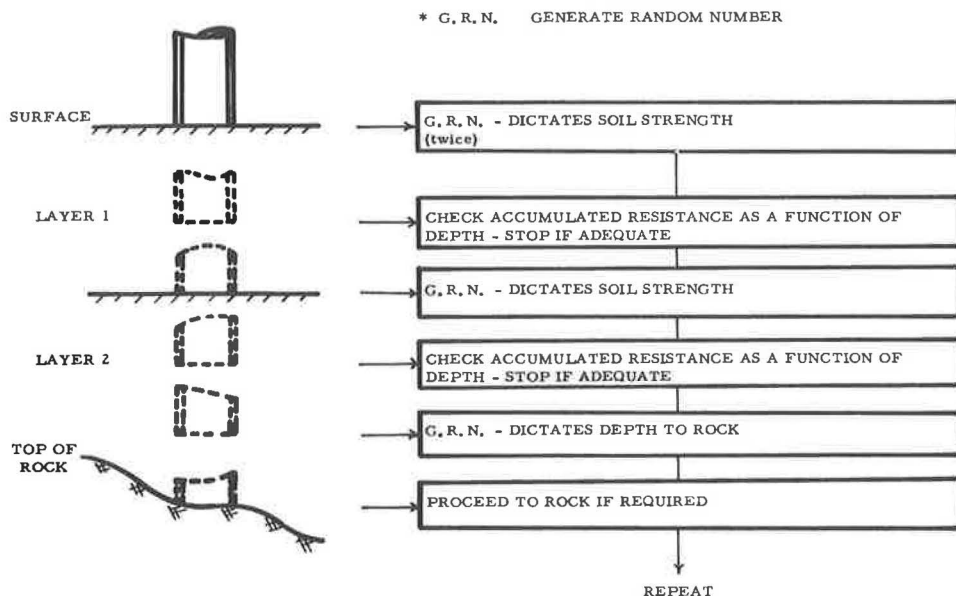 * G. R. N. GENERATE RANDOM NUMBER
SURFACE
G. R. N. - DICTATES SOIL STRENGTH
(twice)
LAYER 1
CHECK ACCUMULATED RESISTANCE AS A FUNCTION OF
DEPTH - STOP IF ADEQUATE
G. R. N. - DICTATES SOIL STRENGTH
LAYER 2
CHECK ACCUMULATED RESISTANCE AS A FUNCTION OF
DEPTH - STOP IF ADEQUATE
G. R. N. - DICTATES DEPTH TO ROCK
TOP OF
ROCK
PROCEED TO ROCK IF REQUIRED
REPEAT